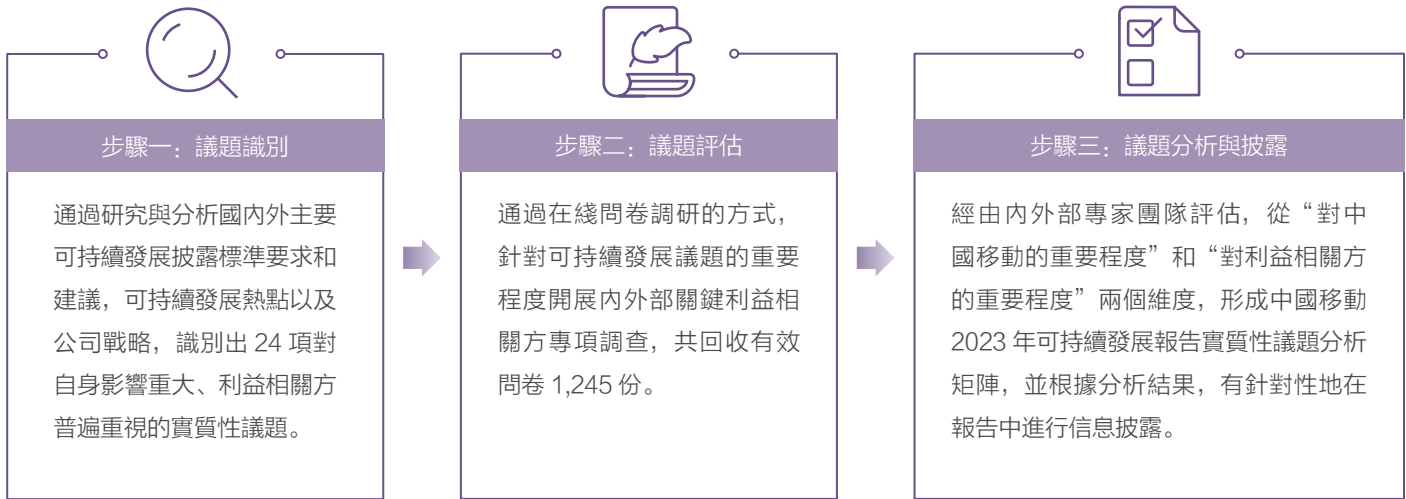 步驟一：議題識別
通過研究與分析國內外主要
可持續發展披露標準要求和
建議，可持續發展熱點以及
公司戰略，識別出 24 項對
自身影響重大、利益相關方
普遍重視的實質性議題。
步驟二：議題評估
通過在綫問卷調研的方式，
針對可持續發展議題的重要
程度開展內外部關鍵利益相
關方專項調查，共回收有效
問卷 1,245 份。
步驟三：議題分析與披露
經由內外部專家團隊評估，從“對中
國移動的重要程度”和“對利益相關方
的重要程度”兩個維度，形成中國移動
2023 年可持續發展報告實質性議題分析
矩陣，並根據分析結果，有針對性地在
報告中進行信息披露。